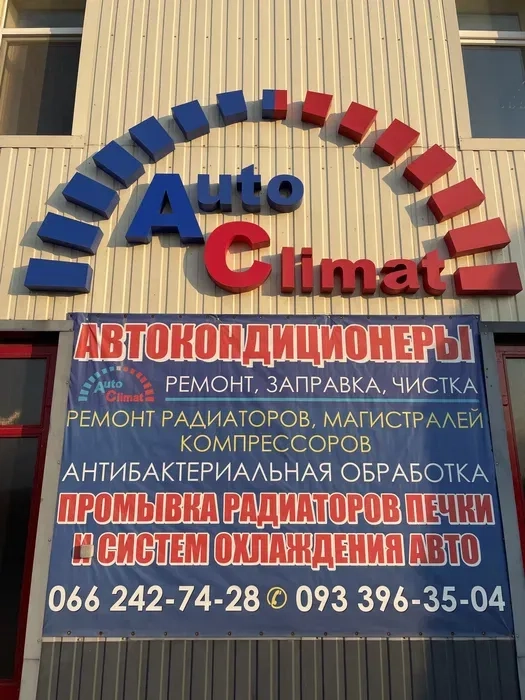 Auto
Climat
АВТОКОНДИЦИОНЕРЫ
Auto
Climat
РЕМОНТ, ЗАПРАВКА, ЧИСТКА
РЕМОНТ РАДИАТОРОВ, МАГИСТРАЛЕЙ
КОМПРЕССОРОВ
АНТИБАКТЕРИАЛЬНАЯ ОБРАБОТКА
ПРОМЫВКА РАДИАТОРОВ ПЕЧКИ
И СИСТЕМ ОХЛАЖДЕНИЯ АВТО
066 242-74-28 ✆ 093 396-35-04